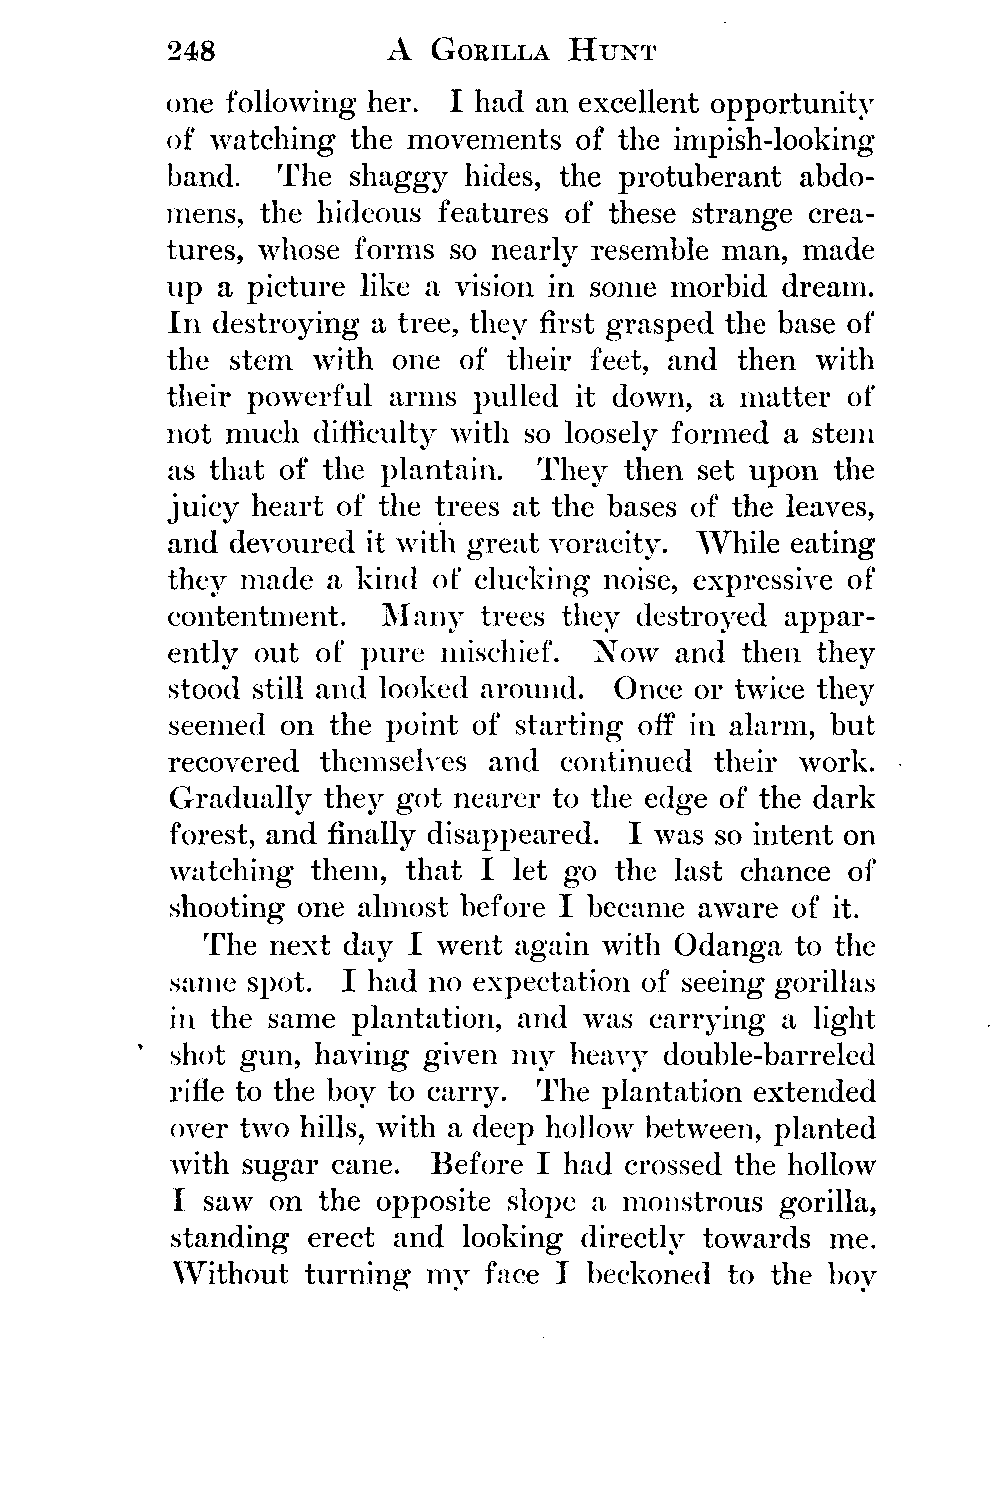 248 A GORILLA HUNT
one following her. I had an excellent opportunity
of watching the movements of the impish-looking
band. The shaggy hides, the protuberant abdo-
mens, the hideous features of these strange crea-
tures, whose forms so nearly resemble man, made
up a picture like a vision in some morbid dream.
In destroying a tree, they first grasped the base of
the stem with one of their feet, and then with
their powerful arms pulled it down, a matter of
not much difficulty with so loosely formed a stem
as that of the plantain. They then set upon the
juicy heart of the trees at the bases of the leaves,
and devoured it with great voracity. While eating
they made a kind of clucking noise, expressive of
contentment. Many trees they destroyed appar-
ently out of pure mischief. Now and then they
stood still and looked around. Once or twice they
seemed on the point of starting off in alarm, but
recovered themselves and continued their work.
Gradually they got nearer to the edge of the dark
forest, and finally disappeared. I was so intent on
watching them, that I let go the last chance of
shooting one almost before I became aware of it.
The next day I went again with Odanga to the
same spot. I had no expectation of seeing gorillas
in the same plantation, and was carrying a light
shot gun, having given my heavy double-barreled
rifle to the boy to carry. The plantation extended
over two hills, with a deep hollow between, planted
with sugar cane. Before I had crossed the hollow
I saw on the opposite slope a monstrous gorilla,
standing erect and looking directly towards me.
Without turning my face I beckoned to the boy